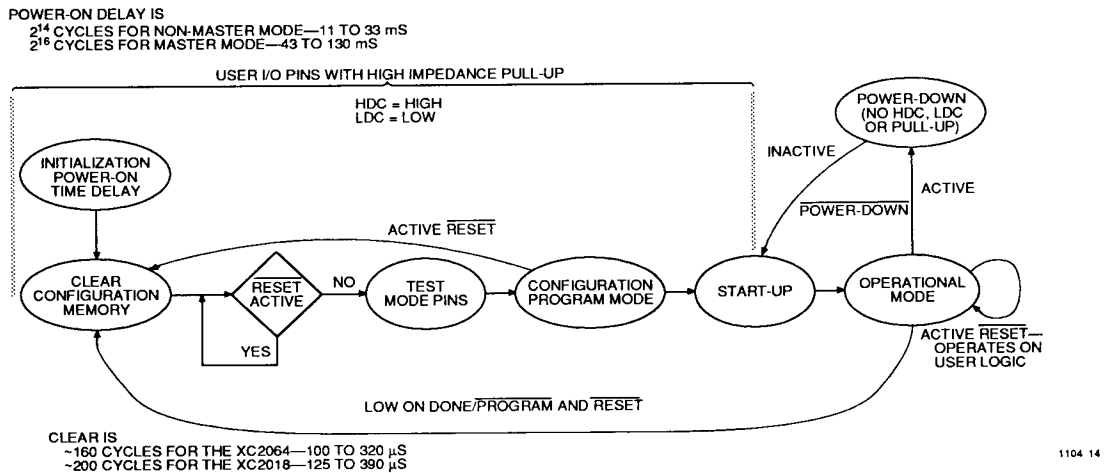 POWER-ON DELAY IS
2¹⁴ CYCLES FOR NON-MASTER MODE—11 TO 33 mS
2¹⁶ CYCLES FOR MASTER MODE—43 TO 130 mS
USER I/O PINS WITH HIGH IMPEDANCE PULL-UP
HDC = HIGH
LDC = LOW
POWER-DOWN
(NO HDC, LDC
OR PULL-UP)
INITIALIZATION
POWER-ON
TIME DELAY
INACTIVE
ACTIVE
POWER-DOWN
ACTIVE RESET
CLEAR
CONFIGURATION
MEMORY
RESET
ACTIVE
NO
YES
TEST
MODE PINS
CONFIGURATION
PROGRAM MODE
START-UP
OPERATIONAL
MODE
ACTIVE RESET—
OPERATES ON
USER LOGIC
LOW ON DONE/PROGRAM AND RESET
CLEAR IS
~160 CYCLES FOR THE XC2064—100 TO 320 µS
~200 CYCLES FOR THE XC2018—125 TO 390 µS
1104 14